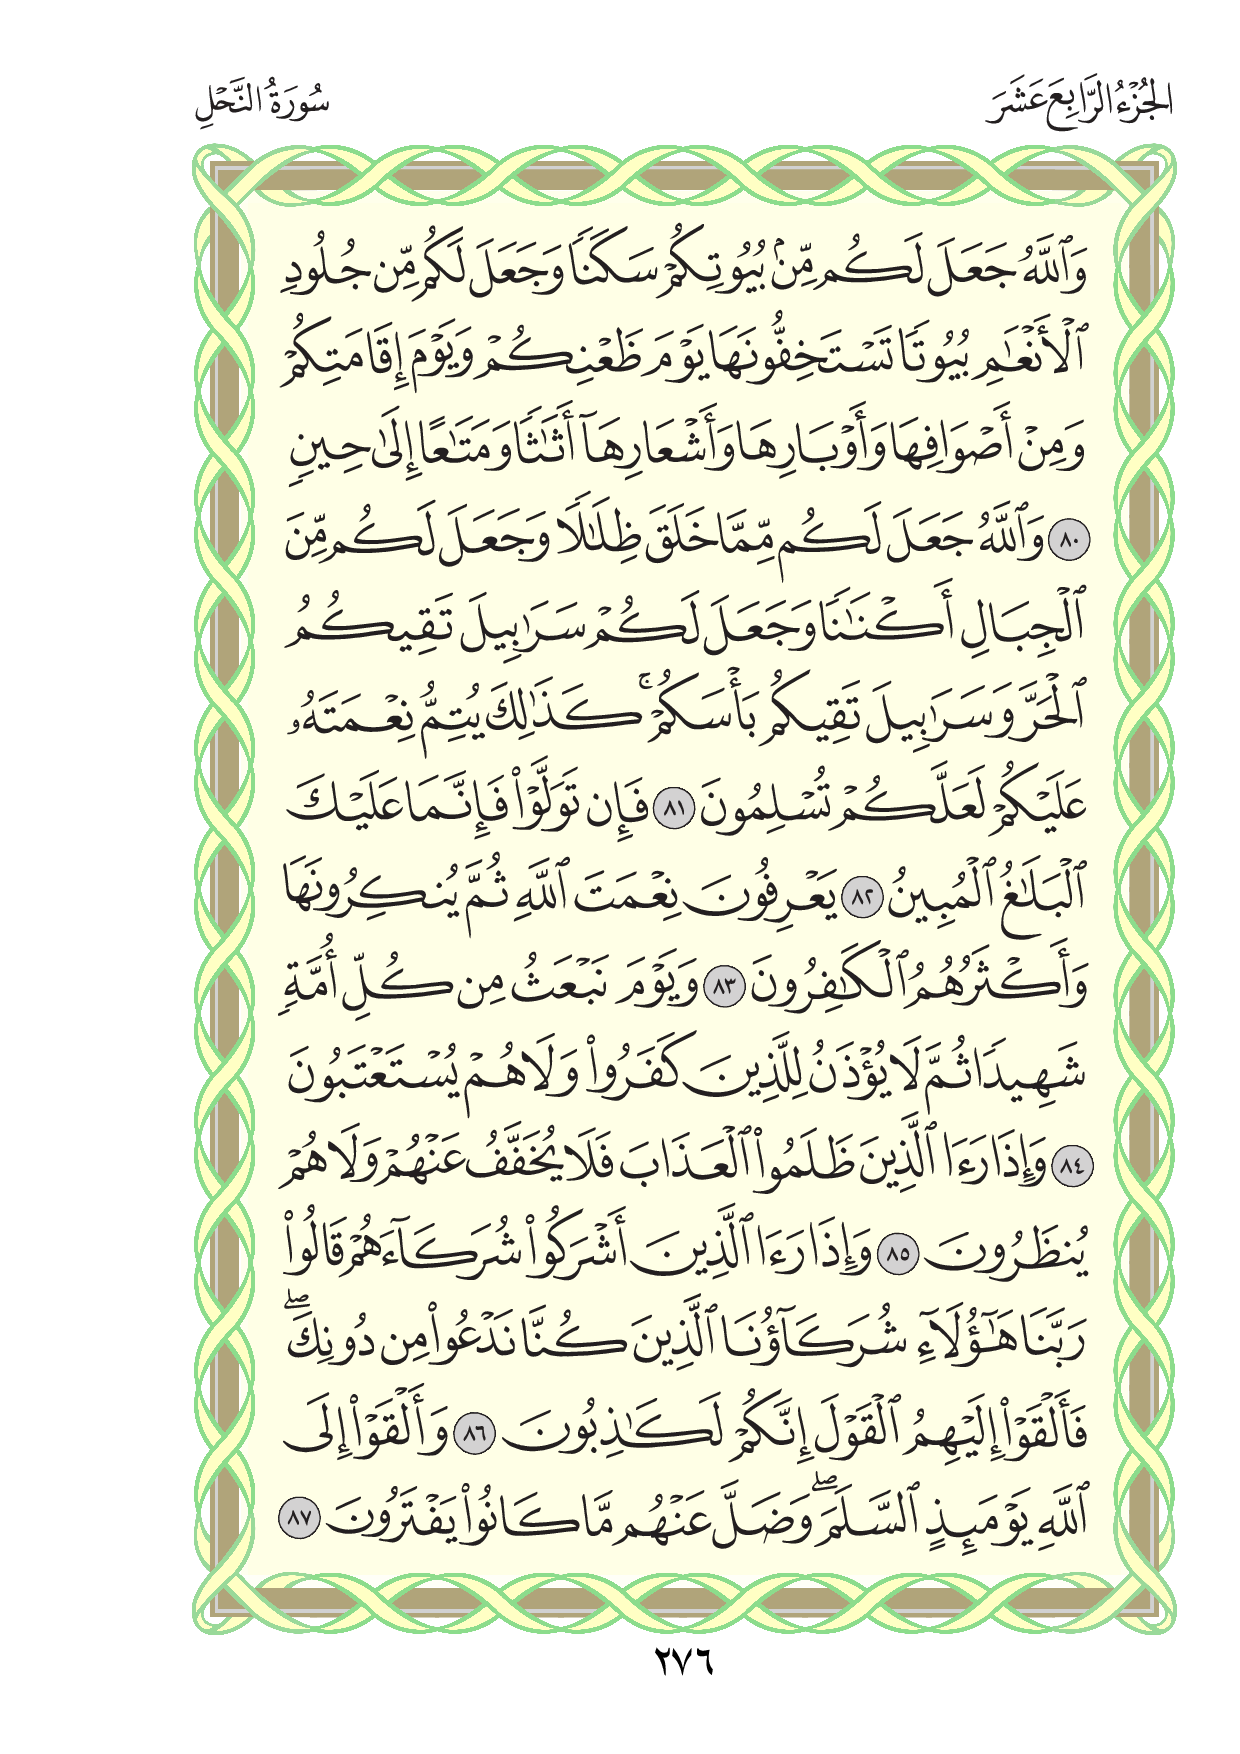 الجُزْءُ الرَّابِعَ عَشَرَ
سُورَةُ النَّحْلِ
وَٱللَّهُ جَعَلَ لَكُم مِّنۢ بُيُوتِكُمْ سَكَنًا وَجَعَلَ لَكُم مِّن جُلُودِ
ٱلْأَنْعَٰمِ بُيُوتًا تَسْتَخِفُّونَهَا يَوْمَ ظَعْنِكُمْ وَيَوْمَ إِقَامَتِكُمْ
وَمِنْ أَصْوَافِهَا وَأَوْبَارِهَا وَأَشْعَارِهَآ أَثَٰثًا وَمَتَٰعًا إِلَىٰ حِينٍ
٨٠ وَٱللَّهُ جَعَلَ لَكُم مِّمَّا خَلَقَ ظِلَٰلًا وَجَعَلَ لَكُم مِّنَ
ٱلْجِبَالِ أَكْنَٰنًا وَجَعَلَ لَكُمْ سَرَٰبِيلَ تَقِيكُمُ
ٱلْحَرَّ وَسَرَٰبِيلَ تَقِيكُم بَأْسَكُمْ ۚ كَذَٰلِكَ يُتِمُّ نِعْمَتَهُۥ
عَلَيْكُمْ لَعَلَّكُمْ تُسْلِمُونَ ٨١ فَإِن تَوَلَّوْا۟ فَإِنَّمَا عَلَيْكَ
ٱلْبَلَٰغُ ٱلْمُبِينُ ٨٢ يَعْرِفُونَ نِعْمَتَ ٱللَّهِ ثُمَّ يُنكِرُونَهَا
وَأَكْثَرُهُمُ ٱلْكَٰفِرُونَ ٨٣ وَيَوْمَ نَبْعَثُ مِن كُلِّ أُمَّةٍ
شَهِيدًا ثُمَّ لَا يُؤْذَنُ لِلَّذِينَ كَفَرُوا۟ وَلَا هُمْ يُسْتَعْتَبُونَ
٨٤ وَإِذَا رَءَا ٱلَّذِينَ ظَلَمُوا۟ ٱلْعَذَابَ فَلَا يُخَفَّفُ عَنْهُمْ وَلَا هُمْ
يُنظَرُونَ ٨٥ وَإِذَا رَءَا ٱلَّذِينَ أَشْرَكُوا۟ شُرَكَآءَهُمْ قَالُوا۟
رَبَّنَا هَٰٓؤُلَآءِ شُرَكَآؤُنَا ٱلَّذِينَ كُنَّا نَدْعُوا۟ مِن دُونِكَ ۖ
فَأَلْقَوْا۟ إِلَيْهِمُ ٱلْقَوْلَ إِنَّكُمْ لَكَٰذِبُونَ ٨٦ وَأَلْقَوْا۟ إِلَى
ٱللَّهِ يَوْمَئِذٍ ٱلسَّلَمَ ۖ وَضَلَّ عَنْهُم مَّا كَانُوا۟ يَفْتَرُونَ ٨٧
٢٧٦